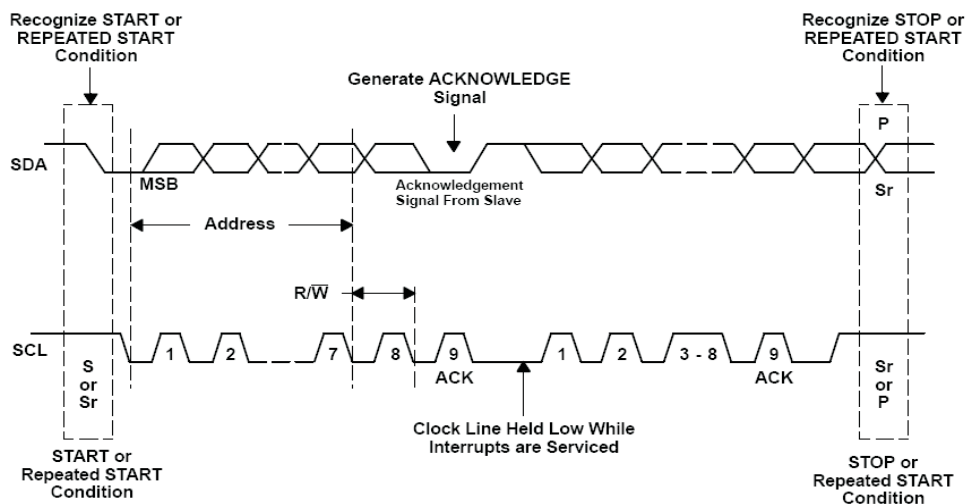 Recognize START or
REPEATED START
Condition
Recognize STOP or
REPEATED START
Condition
Generate ACKNOWLEDGE
Signal
P
SDA
MSB
Acknowledgement
Signal From Slave
Sr
Address
R/W̅
SCL
1 2 7 8 9 1 2 3 - 8 9
S
or
Sr
ACK
ACK
Sr
or
P
Clock Line Held Low While
Interrupts are Serviced
START or
Repeated START
Condition
STOP or
Repeated START
Condition